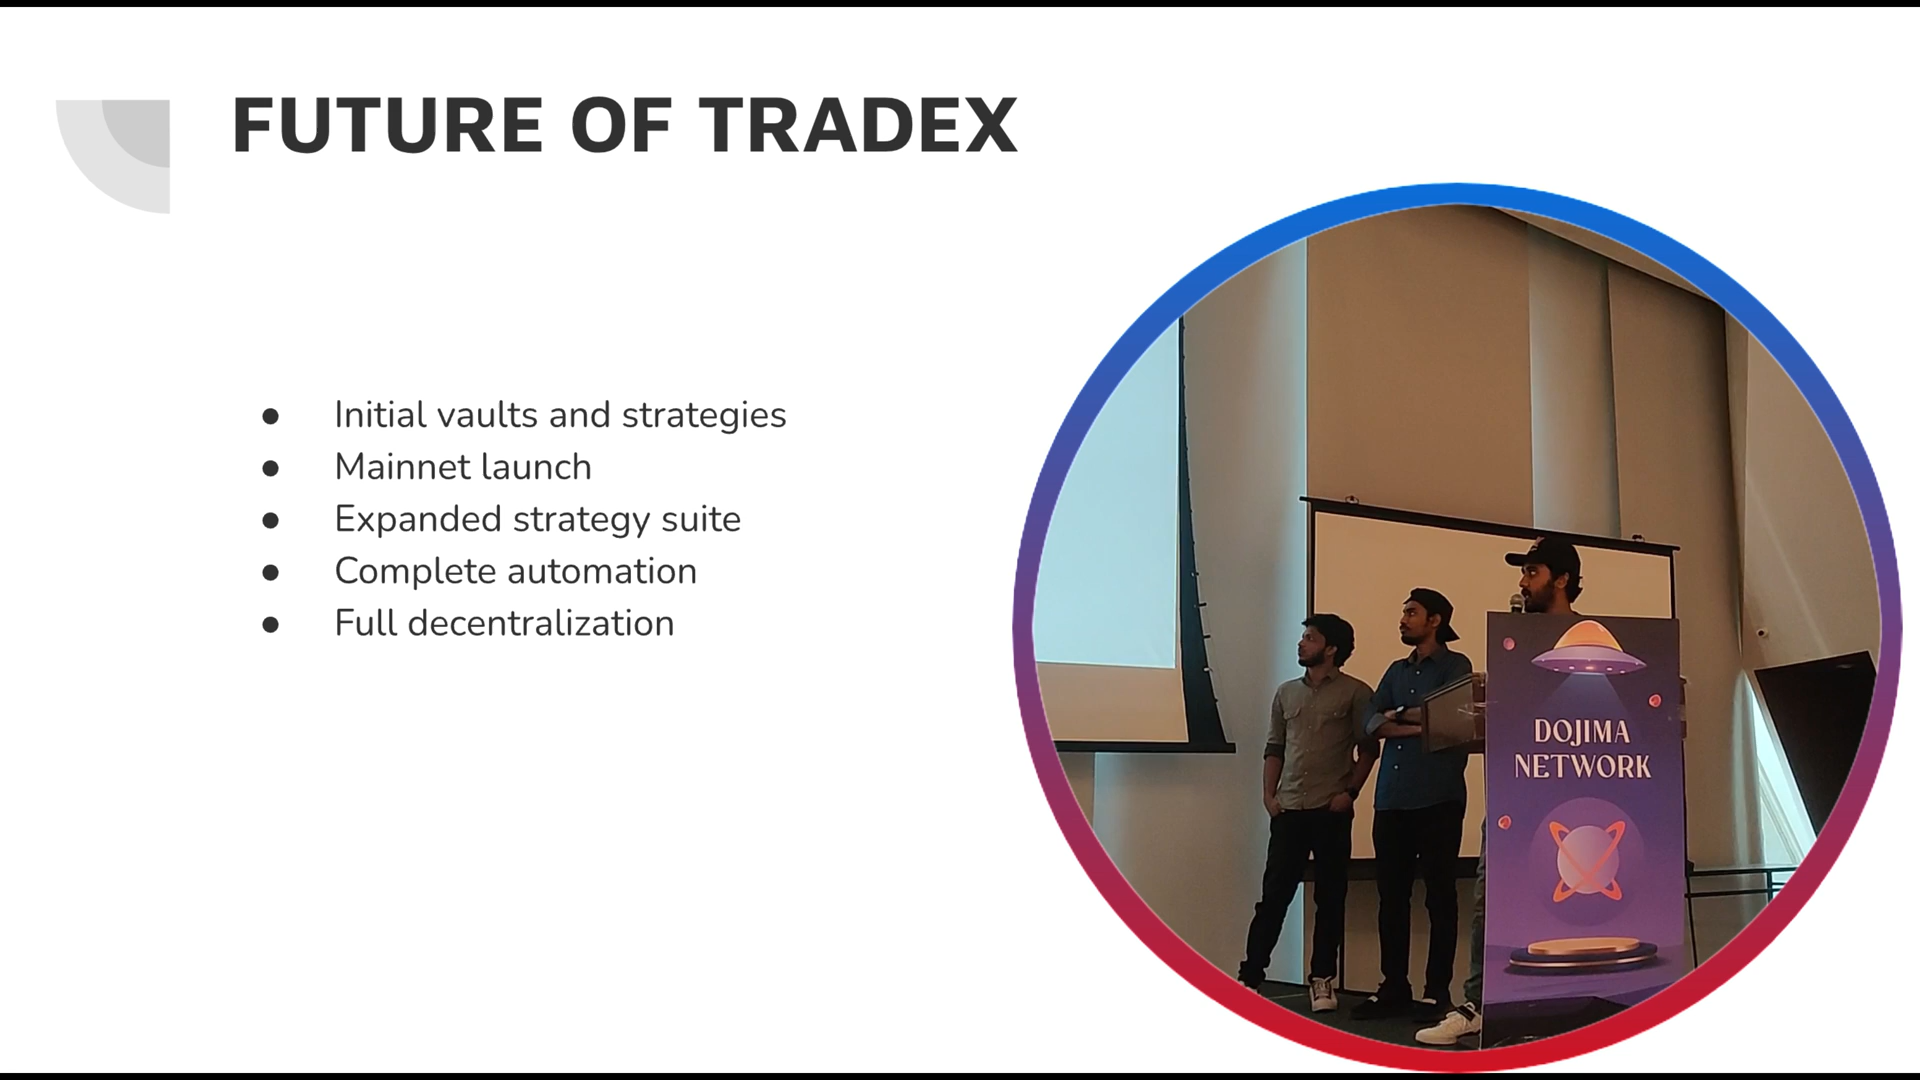 FUTURE OF TRADEX
● Initial vaults and strategies
● Mainnet launch
● Expanded strategy suite
● Complete automation
● Full decentralization
DOJIMA
NETWORK